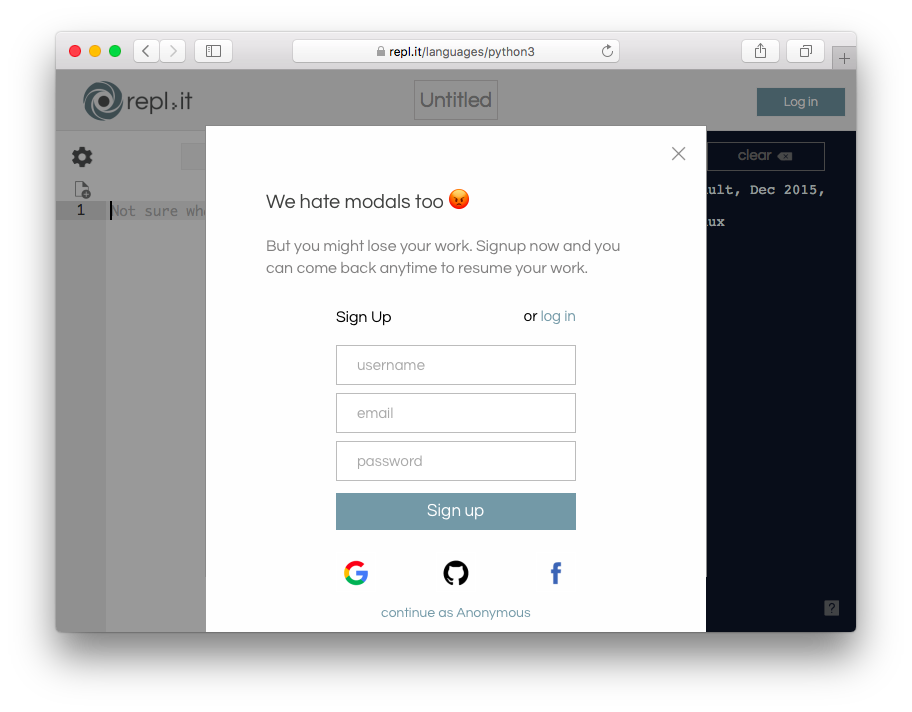 repl.it/languages/python3
repl.it
Untitled
Log in
clear
ult, Dec 2015,
ux
1
Not sure whe
We hate modals too 😡
But you might lose your work. Signup now and you
can come back anytime to resume your work.
Sign Up
or log in
username
email
password
Sign up
continue as Anonymous
?